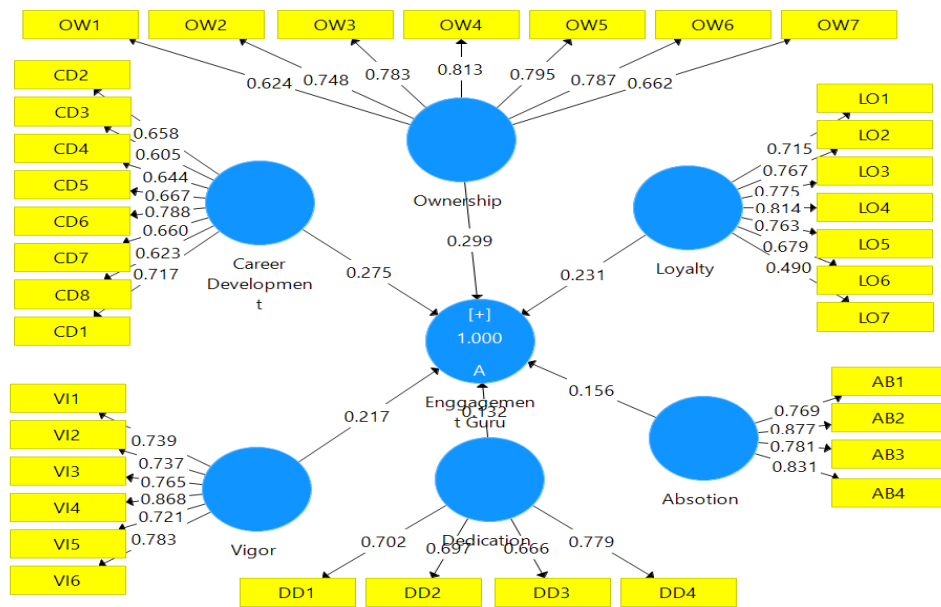 OW1 OW2 OW3 OW4 OW5 OW6 OW7
0.624 0.748 0.783 0.813 0.795 0.787 0.662
CD2
CD3
CD4
CD5
CD6
CD7
CD8
CD1
0.658
0.605
0.644
0.667
0.788
0.660
0.623
0.717
Career
Developmen
t
0.275
Ownership
0.299
LO1
LO2
LO3
LO4
LO5
LO6
LO7
0.715
0.767
0.775
0.814
0.763
0.679
0.490
Loyalty
0.231
[+]
1.000
A
Enggagemen
t Guru
VI1
VI2
VI3
VI4
VI5
VI6
0.739
0.737
0.765
0.868
0.721
0.783
Vigor
0.217
0.132
Dedication
0.702 0.697 0.666 0.779
DD1 DD2 DD3 DD4
0.156
Absotion
0.769
0.877
0.781
0.831
AB1
AB2
AB3
AB4